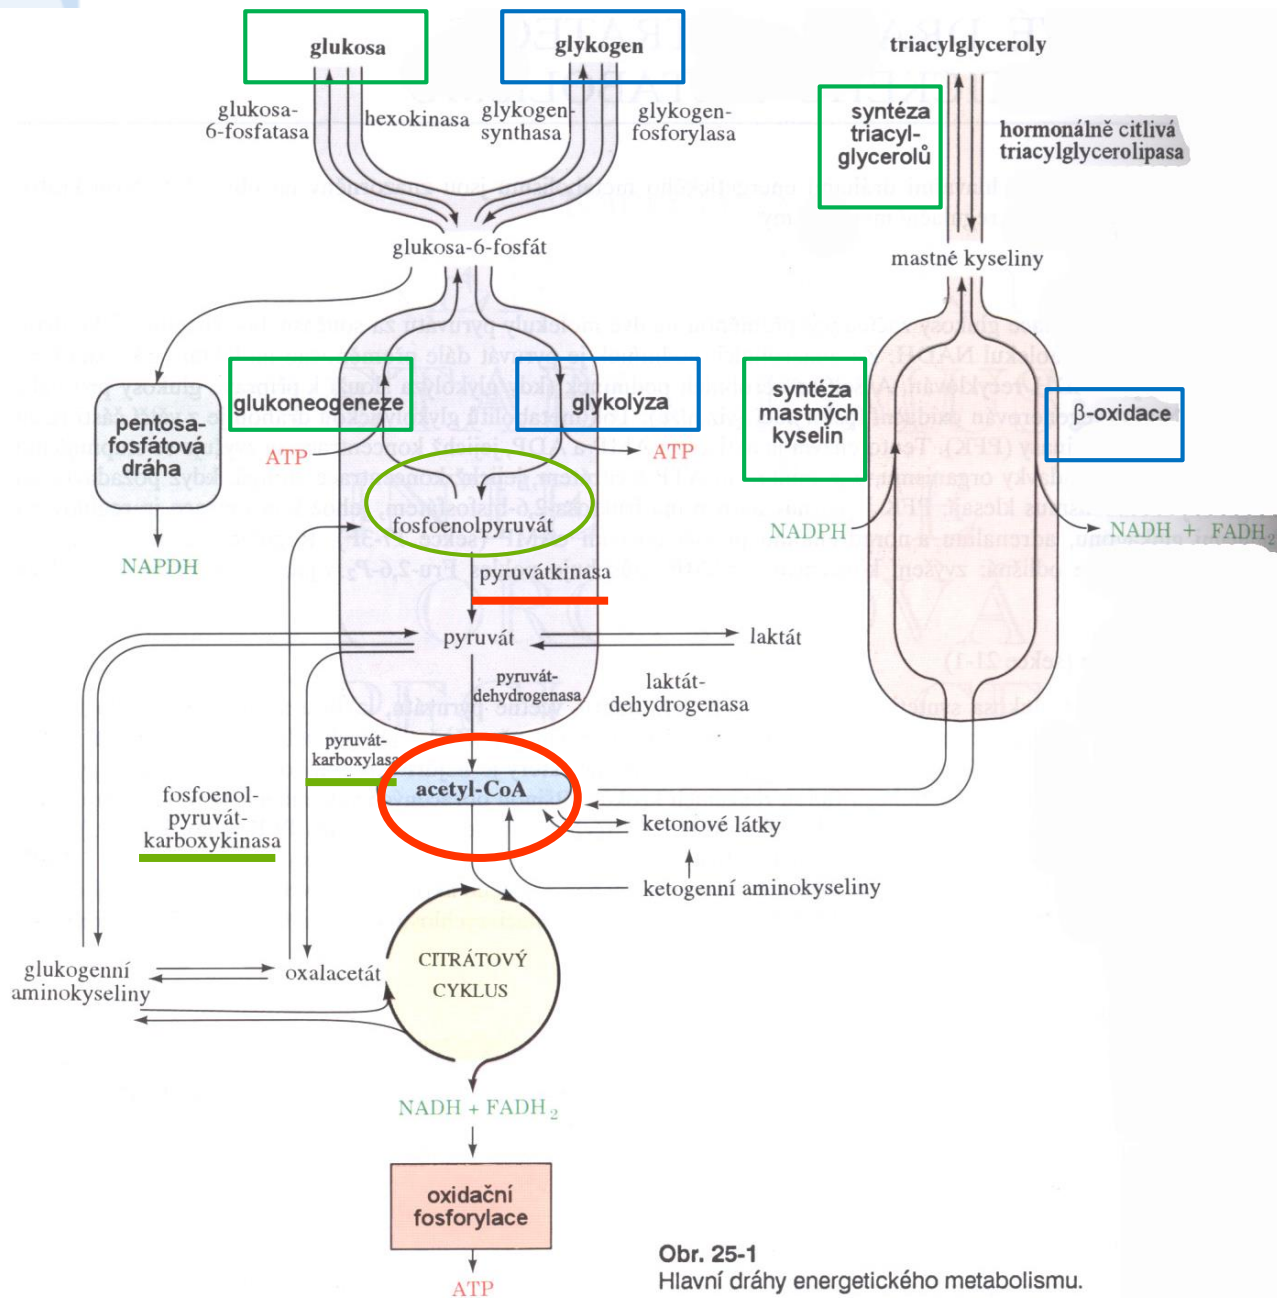 glukosa
glykogen
triacylglyceroly
glukosa-
6-fosfatasa
hexokinasa
glykogen-
synthasa
glykogen-
fosforylasa
syntéza
triacyl-
glycerolů
hormonálně citlivá
triacylglycerolipasa
glukosa-6-fosfát
mastné kyseliny
glukoneogeneze
glykolýza
syntéza
mastných
kyselin
β-oxidace
pentosa-
fosfátová
dráha
ATP
ATP
fosfoenolpyruvát
NADPH
NADH + FADH2
NAPDH
pyruvátkinasa
pyruvát
laktát
pyruvát-
dehydrogenasa
laktát-
dehydrogenasa
pyruvát-
karboxylasa
acetyl-CoA
fosfoenol-
pyruvát-
karboxykinasa
ketonové látky
ketogenní aminokyseliny
glukogenní
aminokyseliny
oxalacetát
CITRÁTOVÝ
CYKLUS
NADH + FADH2
oxidační
fosforylace
ATP
Obr. 25-1
Hlavní dráhy energetického metabolismu.